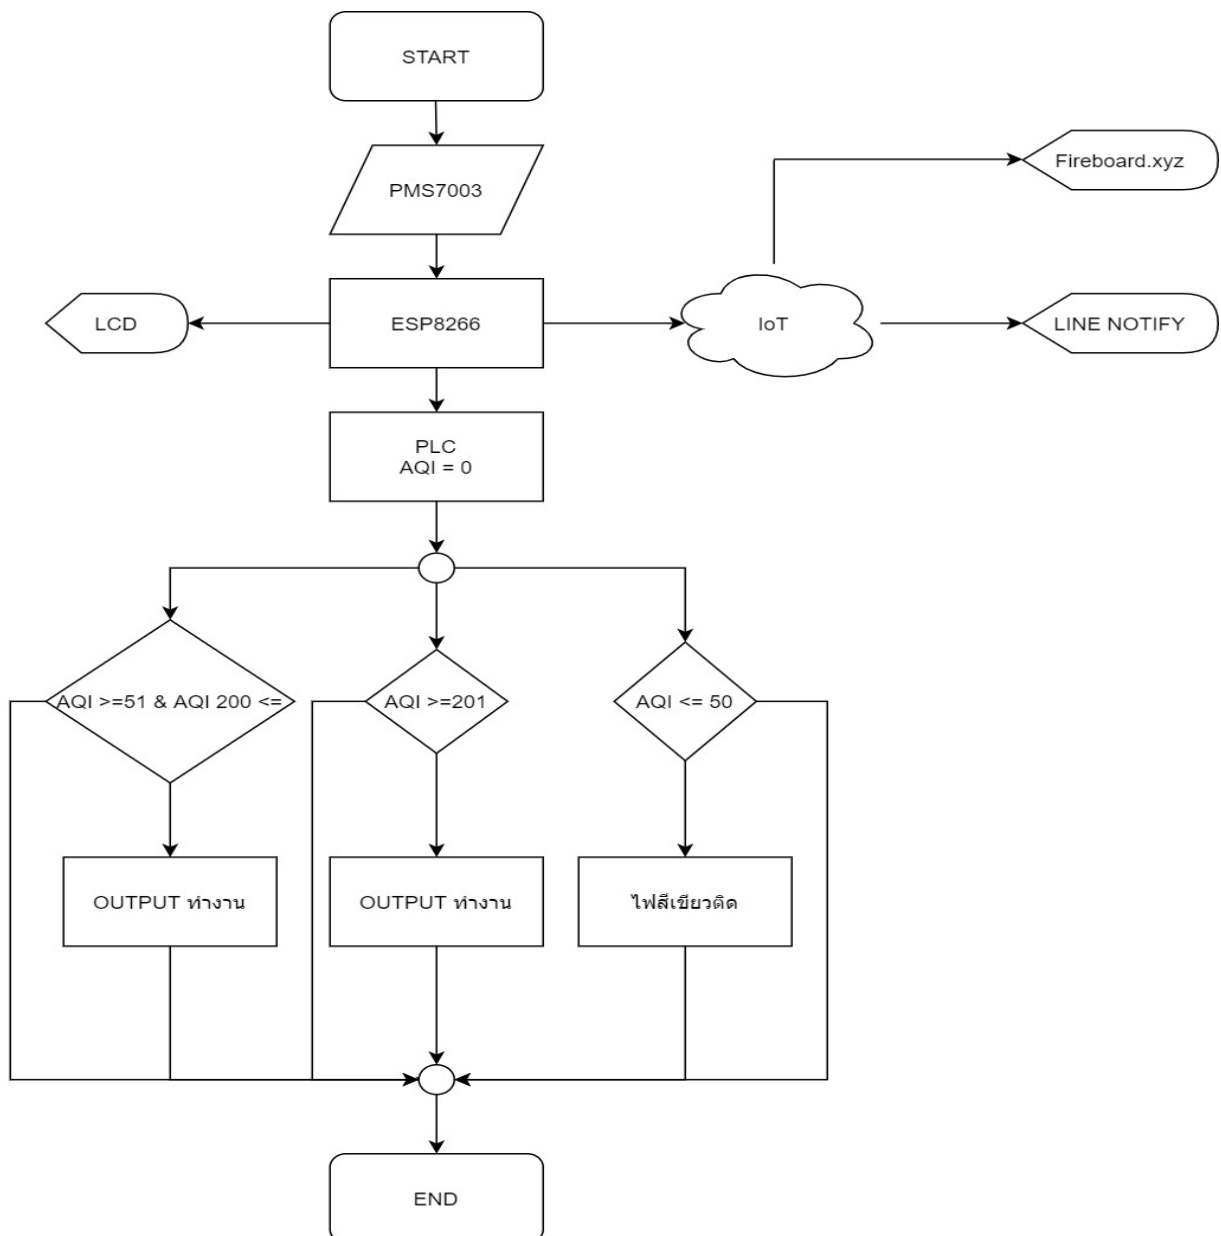 START
PMS7003
Fireboard.xyz
LCD
ESP8266
IoT
LINE NOTIFY
PLC
AQI = 0
AQI >=51 & AQI 200 <=
AQI >=201
AQI <= 50
OUTPUT ทำงาน
OUTPUT ทำงาน
ไฟสีเขียวติด
END